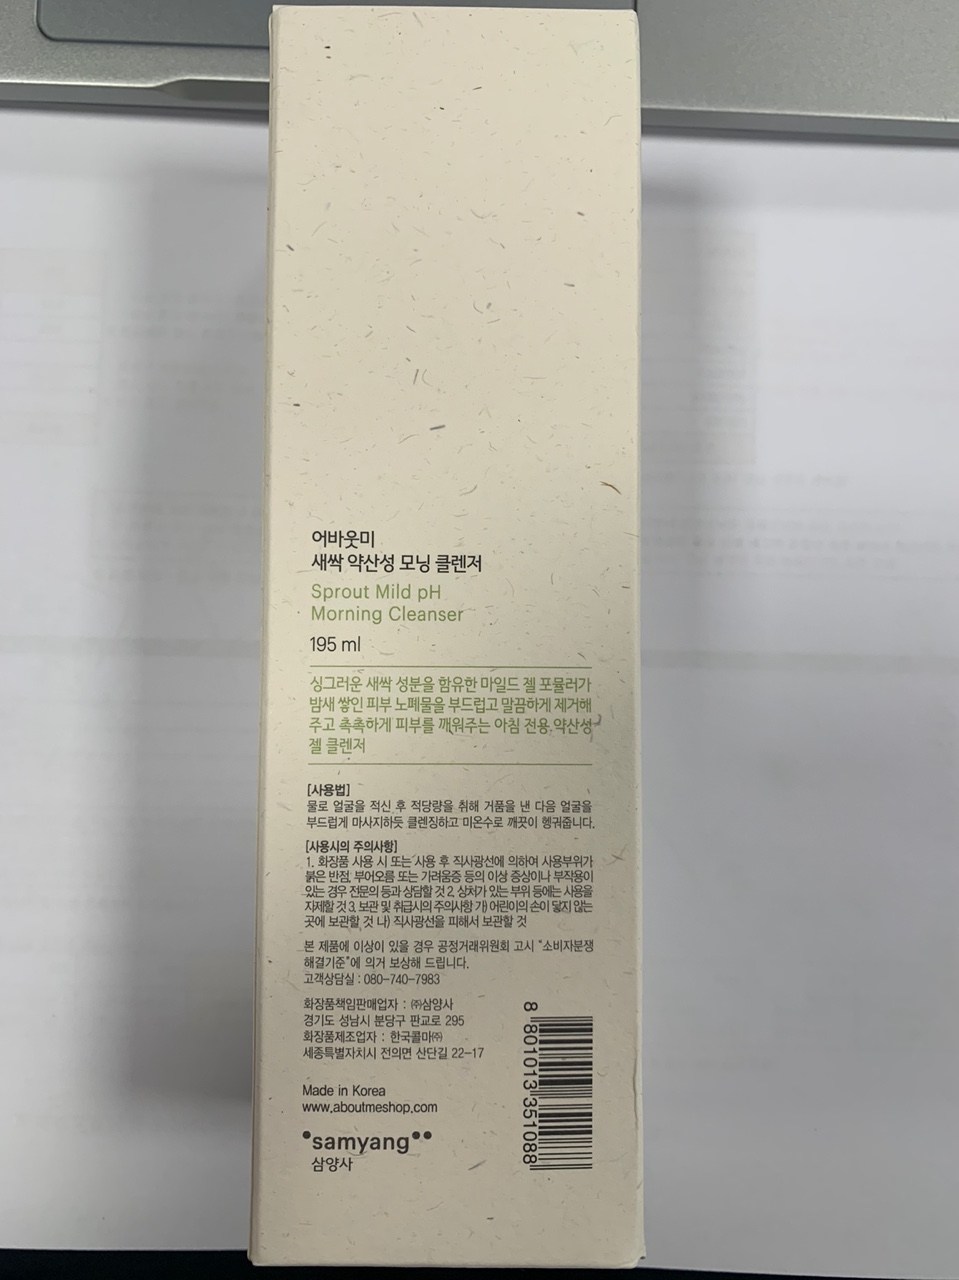 어바웃미
새싹 약산성 모닝 클렌저
Sprout Mild pH
Morning Cleanser
195 ml
싱그러운 새싹 성분을 함유한 마일드 젤 포뮬러가
밤새 쌓인 피부 노폐물을 부드럽고 말끔하게 제거해
주고 촉촉하게 피부를 깨워주는 아침 전용 약산성
젤 클렌저
[사용법]
물로 얼굴을 적신 후 적당량을 취해 거품을 낸 다음 얼굴을
부드럽게 마사지하듯 클렌징하고 미온수로 깨끗이 헹궈줍니다.
[사용시의 주의사항]
1. 화장품 사용 시 또는 사용 후 직사광선에 의하여 사용부위가
붉은 반점, 부어오름 또는 가려움증 등의 이상 증상이나 부작용이
있는 경우 전문의 등과 상담할 것 2. 상처가 있는 부위 등에는 사용을
자제할 것 3. 보관 및 취급시의 주의사항 가) 어린이의 손이 닿지 않는
곳에 보관할 것 나) 직사광선을 피해서 보관할 것
본 제품에 이상이 있을 경우 공정거래위원회 고시 "소비자분쟁
해결기준"에 의거 보상해 드립니다.
고객상담실 : 080-740-7983
화장품책임판매업자 : ㈜삼양사
경기도 성남시 분당구 판교로 295
화장품제조업자 : 한국콜마㈜
세종특별자치시 전의면 산단길 22-17
Made in Korea
www.aboutmeshop.com
samyang
삼양사
8 801013 351088